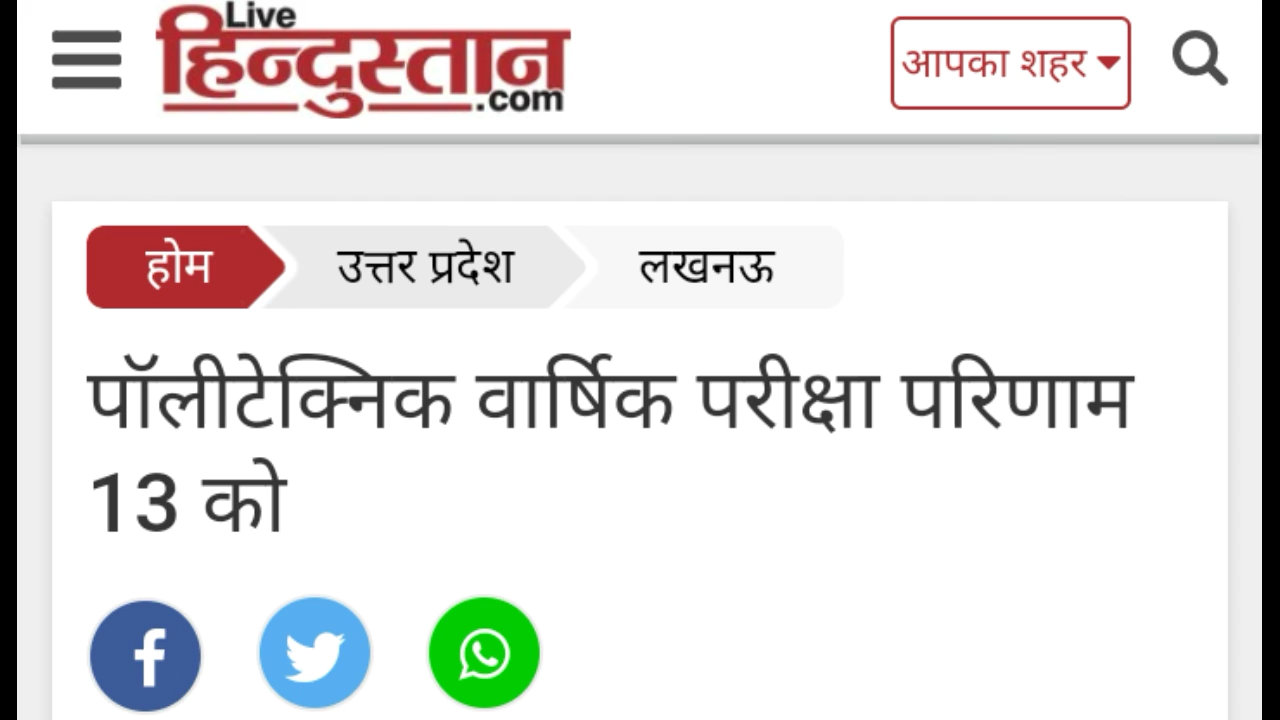 Live
हिन्दुस्तान
.com
आपका शहर
होम उत्तर प्रदेश लखनऊ
पॉलीटेक्निक वार्षिक परीक्षा परिणाम
13 को